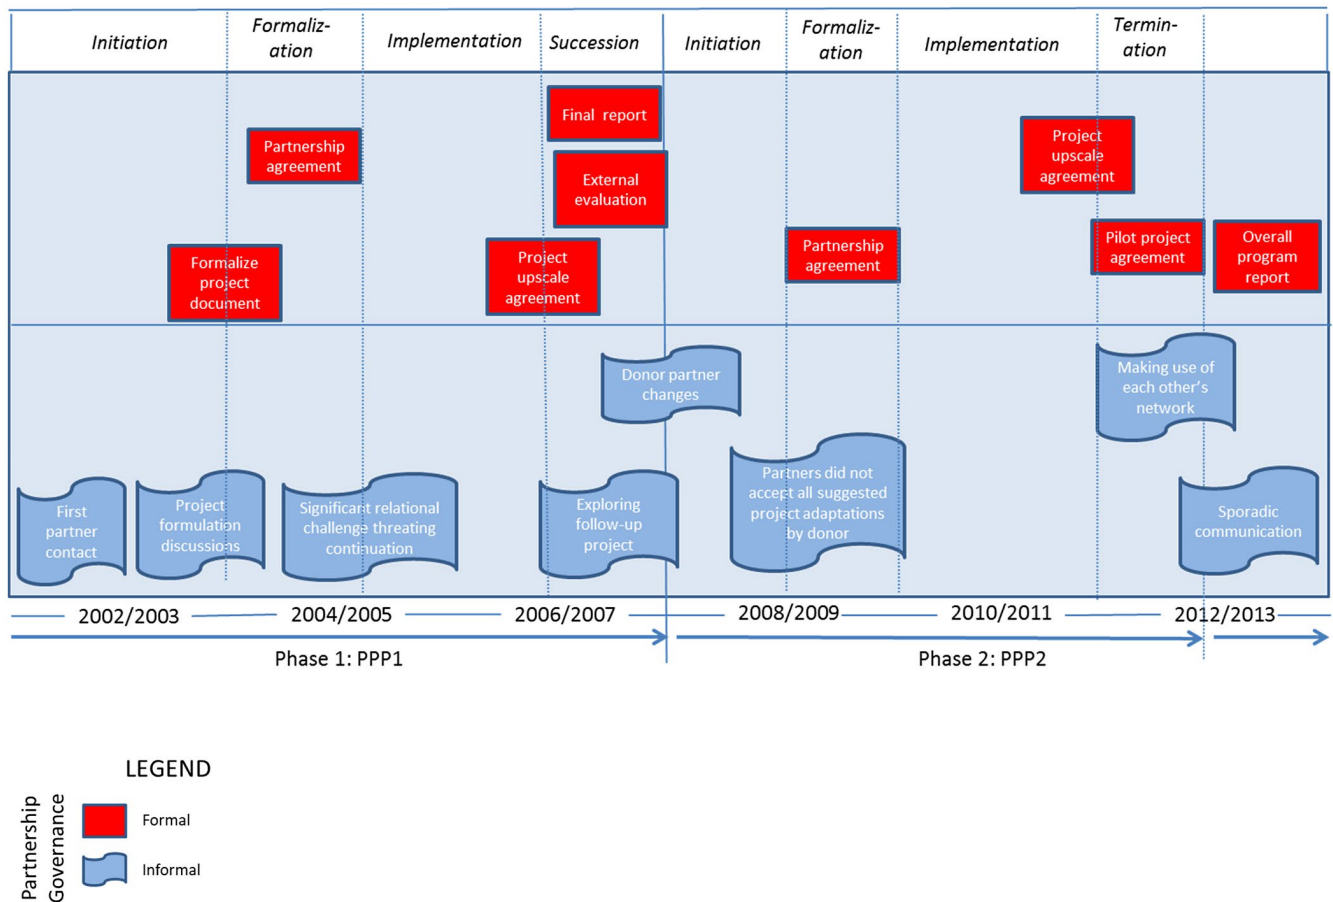 Initiation
Formaliz-
ation
Implementation
Succession
Initiation
Formaliz-
ation
Implementation
Termin-
ation
Final report
Partnership
agreement
External
evaluation
Formalize
project
document
Project
upscale
agreement
Partnership
agreement
Project
upscale
agreement
Pilot project
agreement
Overall
program
report
Donor partner
changes
Making use of
each other's
network
First
partner
contact
Project
formulation
discussions
Significant relational
challenge threating
continuation
Exploring
follow-up
project
Partners did not
accept all suggested
project adaptations
by donor
Sporadic
communication
2002/2003
2004/2005
2006/2007
2008/2009
2010/2011
2012/2013
Phase 1: PPP1
Phase 2: PPP2
LEGEND
Partnership
Governance
Formal
Informal